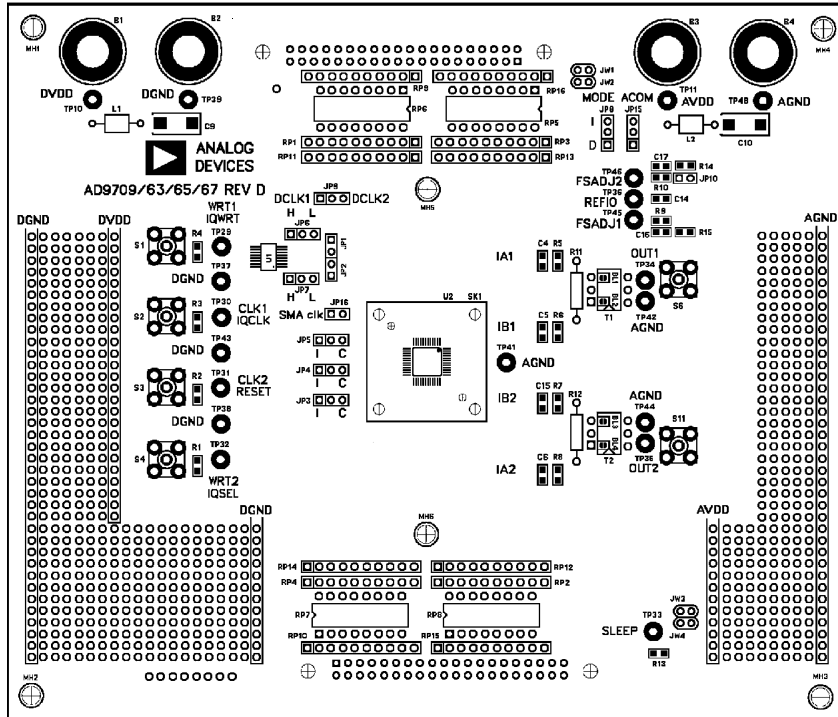 B1
B2
B3
B4
MH1
MH4
DVDD
TP10
DGND
TP39
L1
C9
RP9
RP16
RP6
RP5
RP1
RP3
RP11
RP13
JW1
JW2
MODE
ACOM
JP8
JP15
I
D
TP11
AVDD
TP48
AGND
L2
C10
ANALOG
DEVICES
AD9709/63/65/67 REV D
MH5
TP46
FSADJ2
C17
R14
JP10
TP36
REFIO
R10
C14
TP45
FSADJ1
R9
C16
R15
DCLK1
JP9
DCLK2
H
L
JP6
JP1
JP2
U1
JP7
H
L
JP16
SMA clk
JP5
I
C
JP4
I
C
JP3
I
C
DGND
DVDD
WRT1
IQWRT
S1
R4
TP29
TP37
DGND
S2
R3
TP30
CLK1
IQCLK
TP43
DGND
S3
R2
TP31
CLK2
RESET
TP38
DGND
S4
R1
TP32
WRT2
IQSEL
DGND
U2
SK1
TP41
AGND
IA1
C4
R5
R11
IB1
C5
R6
IB2
C15
R7
R12
IA2
C6
R8
OUT1
TP34
TP42
AGND
T1
S6
AGND
TP44
TP35
OUT2
T2
S11
AGND
AVDD
MH6
RP14
RP12
RP4
RP2
RP7
RP8
RP10
RP15
TP33
SLEEP
JW3
JW4
R13
MH2
MH3